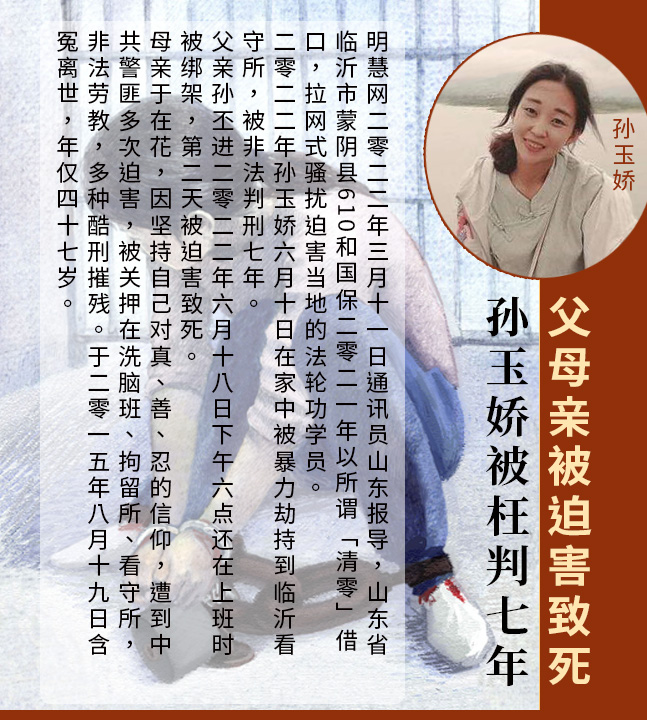 孙玉娇
父母亲被迫害致死
孙玉娇被枉判七年
明慧网二零二二年三月十一日通讯员山东报导，山东省
临沂市蒙阴县610和国保二零二一年以所谓「清零」借
口，拉网式骚扰迫害当地的法轮功学员。
二零二二年孙玉娇六月十日在家中被暴力劫持到临沂看
守所，被非法判刑七年。
父亲孙丕进二零二二年六月十八日下午六点还在上班时
被绑架，第二天被迫害致死。
母亲于在花，因坚持自己对真、善、忍的信仰，遭到中
共警匪多次迫害，被关押在洗脑班、拘留所、看守所，
非法劳教，多种酷刑摧残。于二零一五年八月十九日含
冤离世，年仅四十七岁。